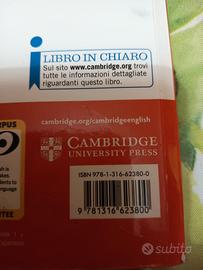 LIBRO IN CHIARO
Sul sito www.cambridge.org trovi
tutte le informazioni dettagliate
riguardanti questo libro.
RPUS
cambridge.org/cambridgeenglish
CAMBRIDGE
UNIVERSITY PRESS
ISBN 978-1-316-62380-0
9 781316 623800
subito